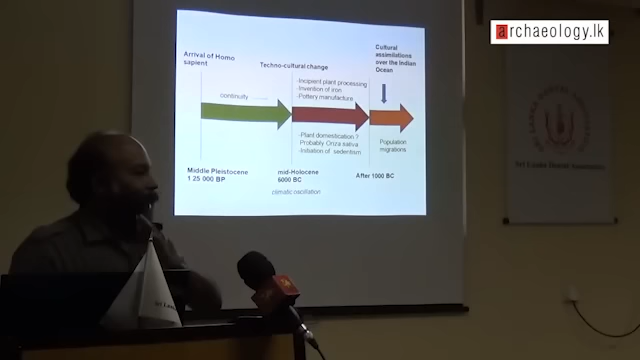 archaeology.lk
Arrival of Homo
sapient
Techno-cultural change
Cultural
assimilations
over the Indian
Ocean
continuity
-Incipient plant processing
-Invention of iron
-Pottery manufacture
-Plant domestication ?
Probably Oriza sativa
-Initiation of sedentism
Population
migrations
Middle Pleistocene
1 25 000 BP
mid-Holocene
6000 BC
After 1000 BC
climatic oscillation